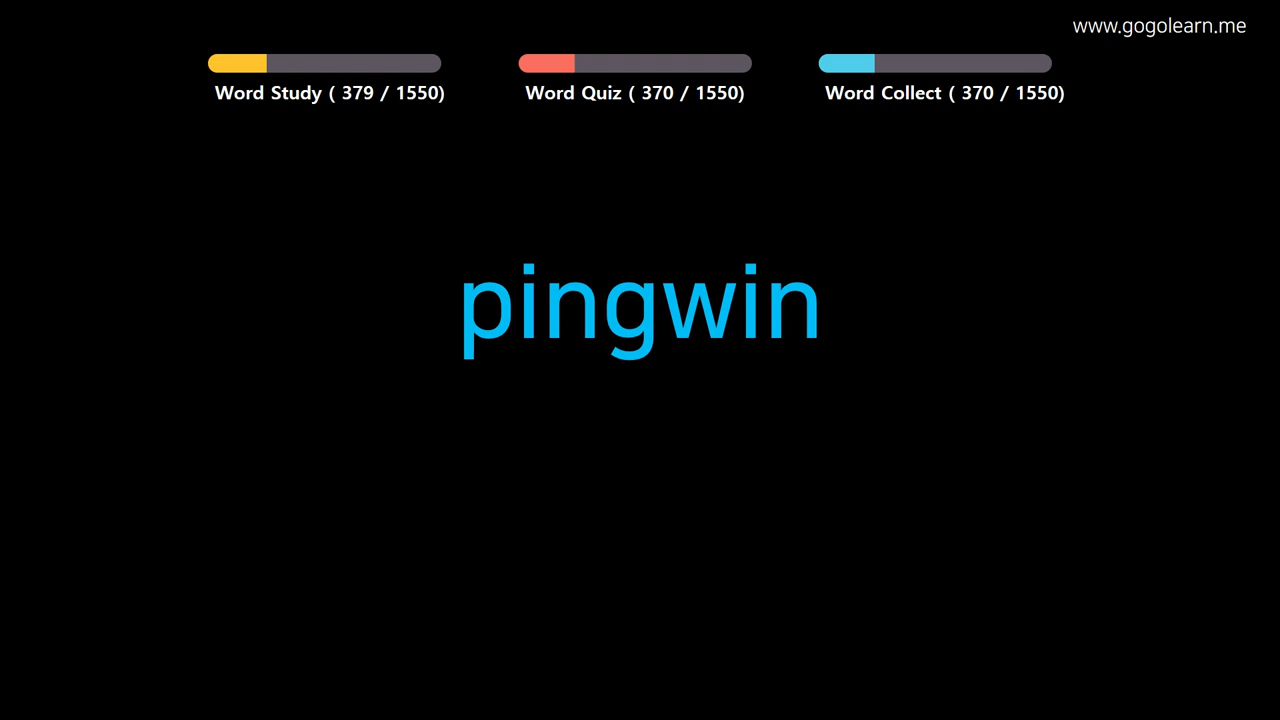 www.gogolearn.me
Word Study ( 379 / 1550)
Word Quiz ( 370 / 1550)
Word Collect ( 370 / 1550)
pingwin